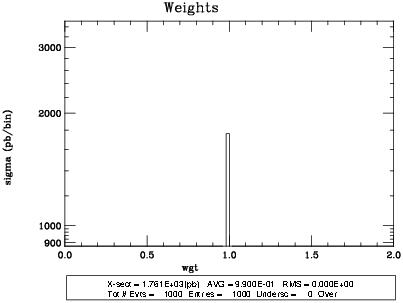 Weights
sigma (pb/bin)
3000
2000
1000
900
0.0 0.5 1.0 1.5 2.0
wgt
X-sect = 1.761E+03(pb) AVG = 9.900E-01 RMS = 0.000E+00
Tot # Evts = 1000 Entries = 1000 Undersc = 0 Over